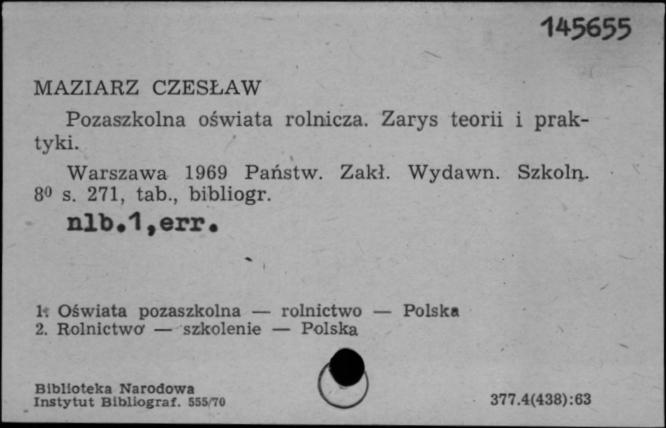 145655
MAZIARZ CZESŁAW
Pozaszkolna oświata rolnicza. Zarys teorii i prak-
tyki.
Warszawa 1969 Państw. Zakł. Wydawn. Szkoln.
8º s. 271, tab., bibliogr.
nlb.1,err.
1. Oświata pozaszkolna — rolnictwo — Polska
2. Rolnictwo — szkolenie — Polska
Biblioteka Narodowa
Instytut Bibliograf. 555/70
377.4(438):63